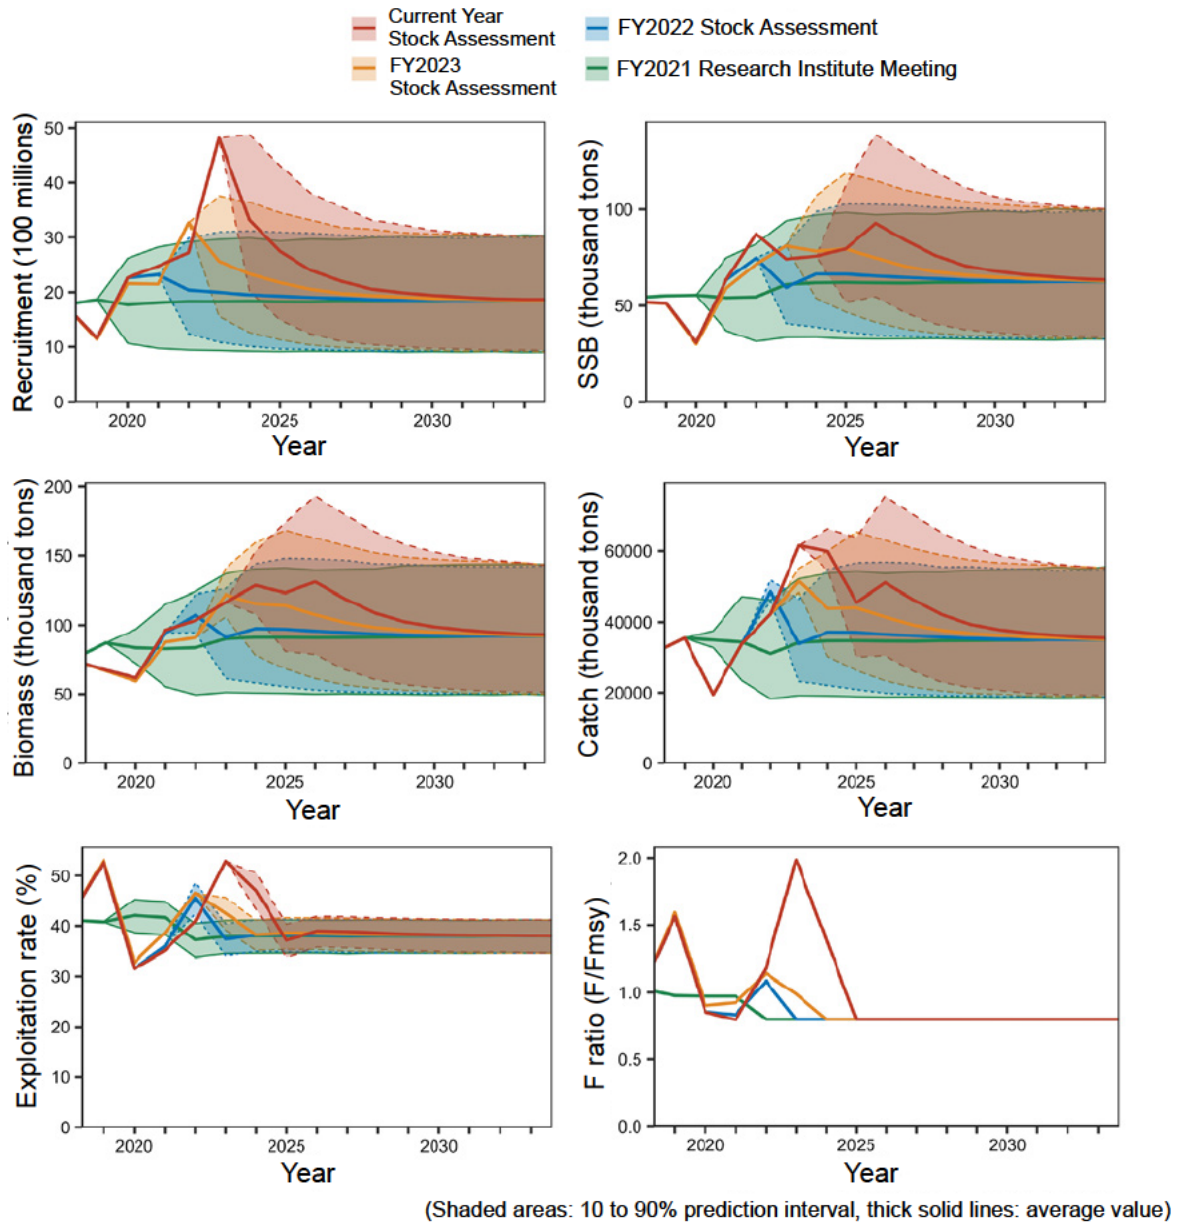 Current Year
Stock Assessment
FY2023
Stock Assessment
FY2022 Stock Assessment
FY2021 Research Institute Meeting
Recruitment (100 millions)
50
40
30
20
10
0
2020 2025 2030
Year
SSB (thousand tons)
100
50
0
2020 2025 2030
Year
Biomass (thousand tons)
200
150
100
50
0
2020 2025 2030
Year
Catch (thousand tons)
60000
40000
20000
0
2020 2025 2030
Year
Exploitation rate (%)
50
40
30
20
10
0
2020 2025 2030
Year
F ratio (F/Fmsy)
2.0
1.5
1.0
0.5
0.0
2020 2025 2030
Year
(Shaded areas: 10 to 90% prediction interval, thick solid lines: average value)